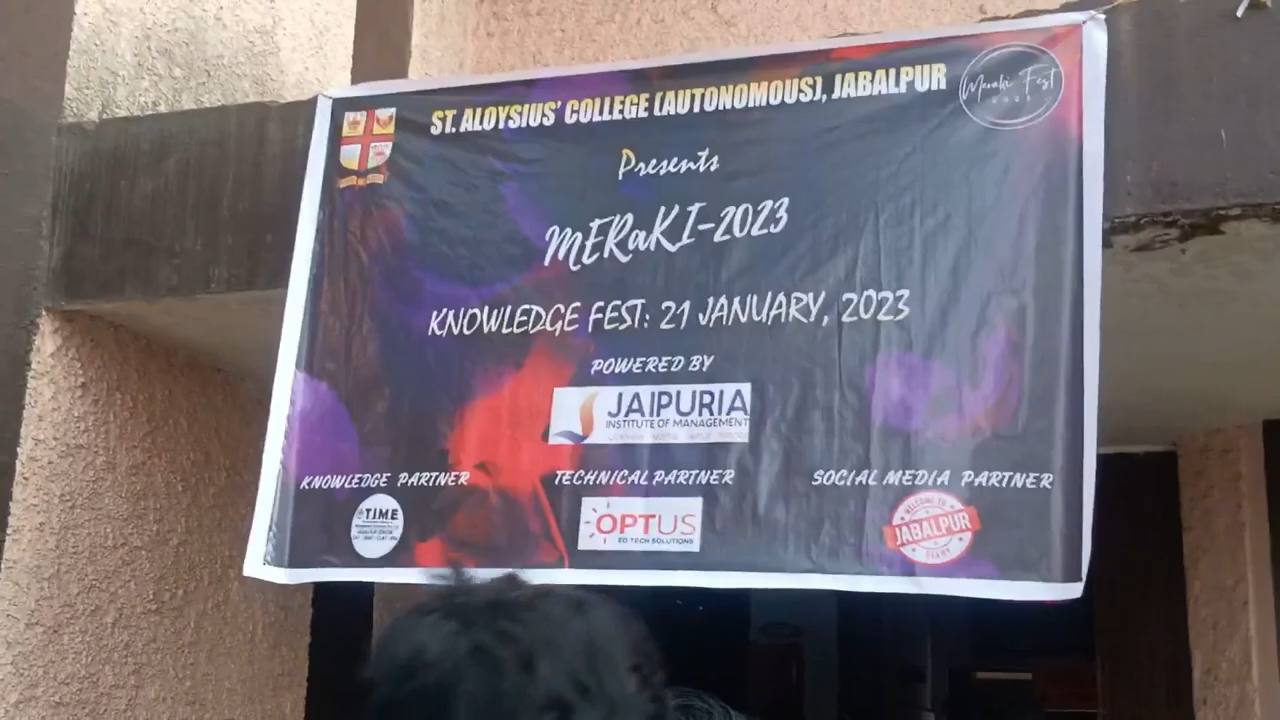 ST. ALOYSIUS' COLLEGE (AUTONOMOUS), JABALPUR
Meraki Fest
Presents
MERaKI-2023
KNOWLEDGE FEST: 21 JANUARY, 2023
POWERED BY
JAIPURIA
INSTITUTE OF MANAGEMENT
KNOWLEDGE PARTNER
TECHNICAL PARTNER
SOCIAL MEDIA PARTNER
T.I.M.E.
OPTUS
ED TECH SOLUTIONS
WELCOME TO
JABALPUR
DIARY